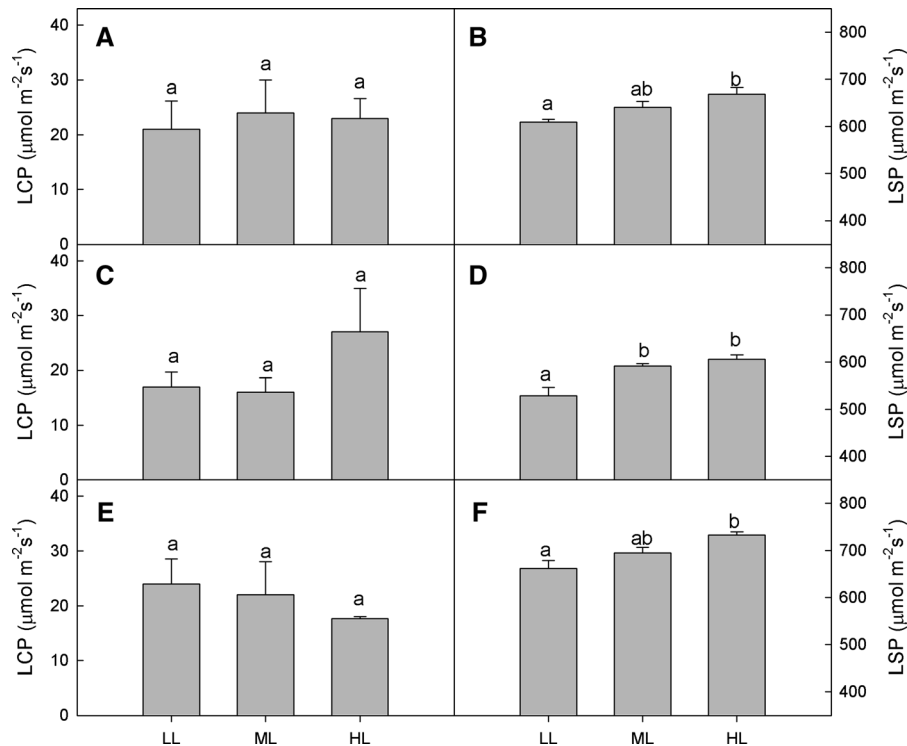 A
B
40
30
20
10
0
LCP (μmol m⁻²s⁻¹)
a
a
a
a
ab
b
800
700
600
500
400
LSP (μmol m⁻²s⁻¹)
C
D
40
30
20
10
0
LCP (μmol m⁻²s⁻¹)
a
a
a
a
b
b
800
700
600
500
400
LSP (μmol m⁻²s⁻¹)
E
F
40
30
20
10
0
LCP (μmol m⁻²s⁻¹)
a
a
a
a
ab
b
800
700
600
500
400
LSP (μmol m⁻²s⁻¹)
LL ML HL
LL ML HL